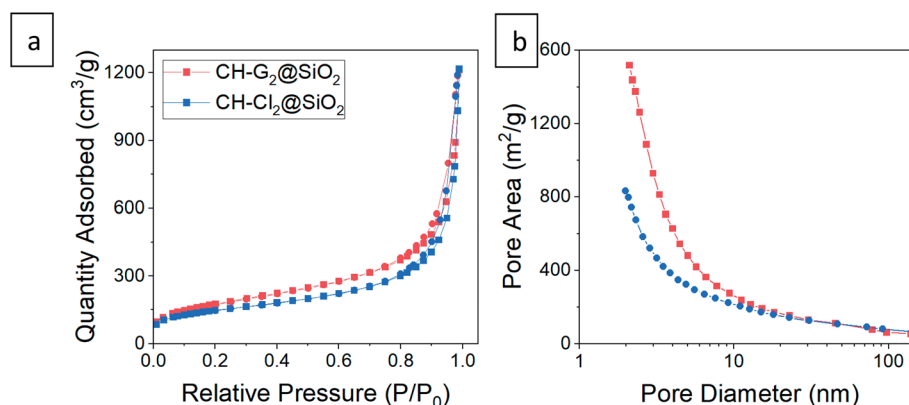 a
Quantity Adsorbed (cm³/g)
1200
900
600
300
0
CH-G₂@SiO₂
CH-Cl₂@SiO₂
0.0 0.2 0.4 0.6 0.8 1.0
Relative Pressure (P/P₀)
b
Pore Area (m²/g)
600
1200
800
400
0
1 10 100
Pore Diameter (nm)